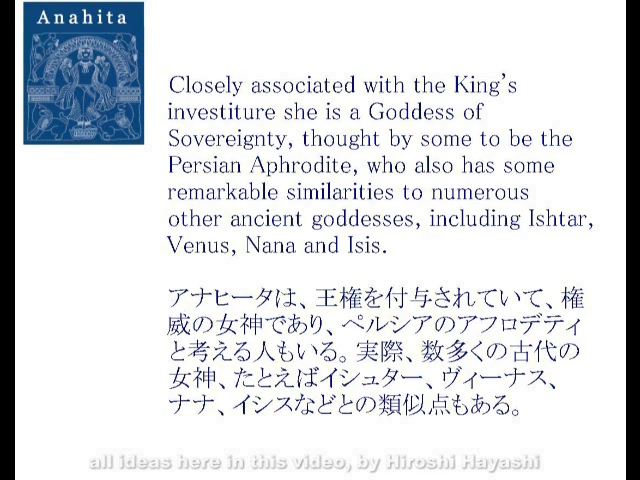 Anahita
Closely associated with the King's
investiture she is a Goddess of
Sovereignty, thought by some to be the
Persian Aphrodite, who also has some
remarkable similarities to numerous
other ancient goddesses, including Ishtar,
Venus, Nana and Isis.
アナヒータは、王権を付与されていて、権
威の女神であり、ペルシアのアフロデティ
と考える人もいる。実際、数多くの古代の
女神、たとえばイシュター、ヴィーナス、
ナナ、イシスなどとの類似点もある。
all ideas here in this video, by Hiroshi Hayashi